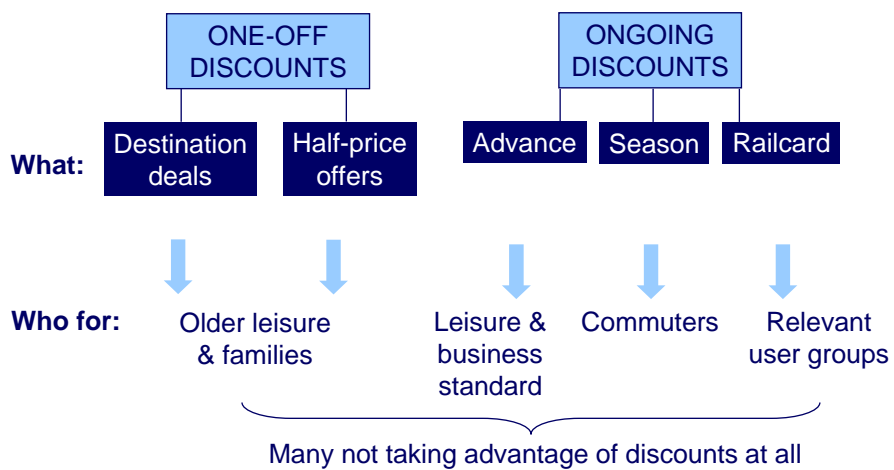 ONE-OFF
DISCOUNTS
ONGOING
DISCOUNTS
What:
Destination
deals
Half-price
offers
Advance
Season
Railcard
Who for:
Older leisure
& families
Leisure &
business
standard
Commuters
Relevant
user groups
Many not taking advantage of discounts at all